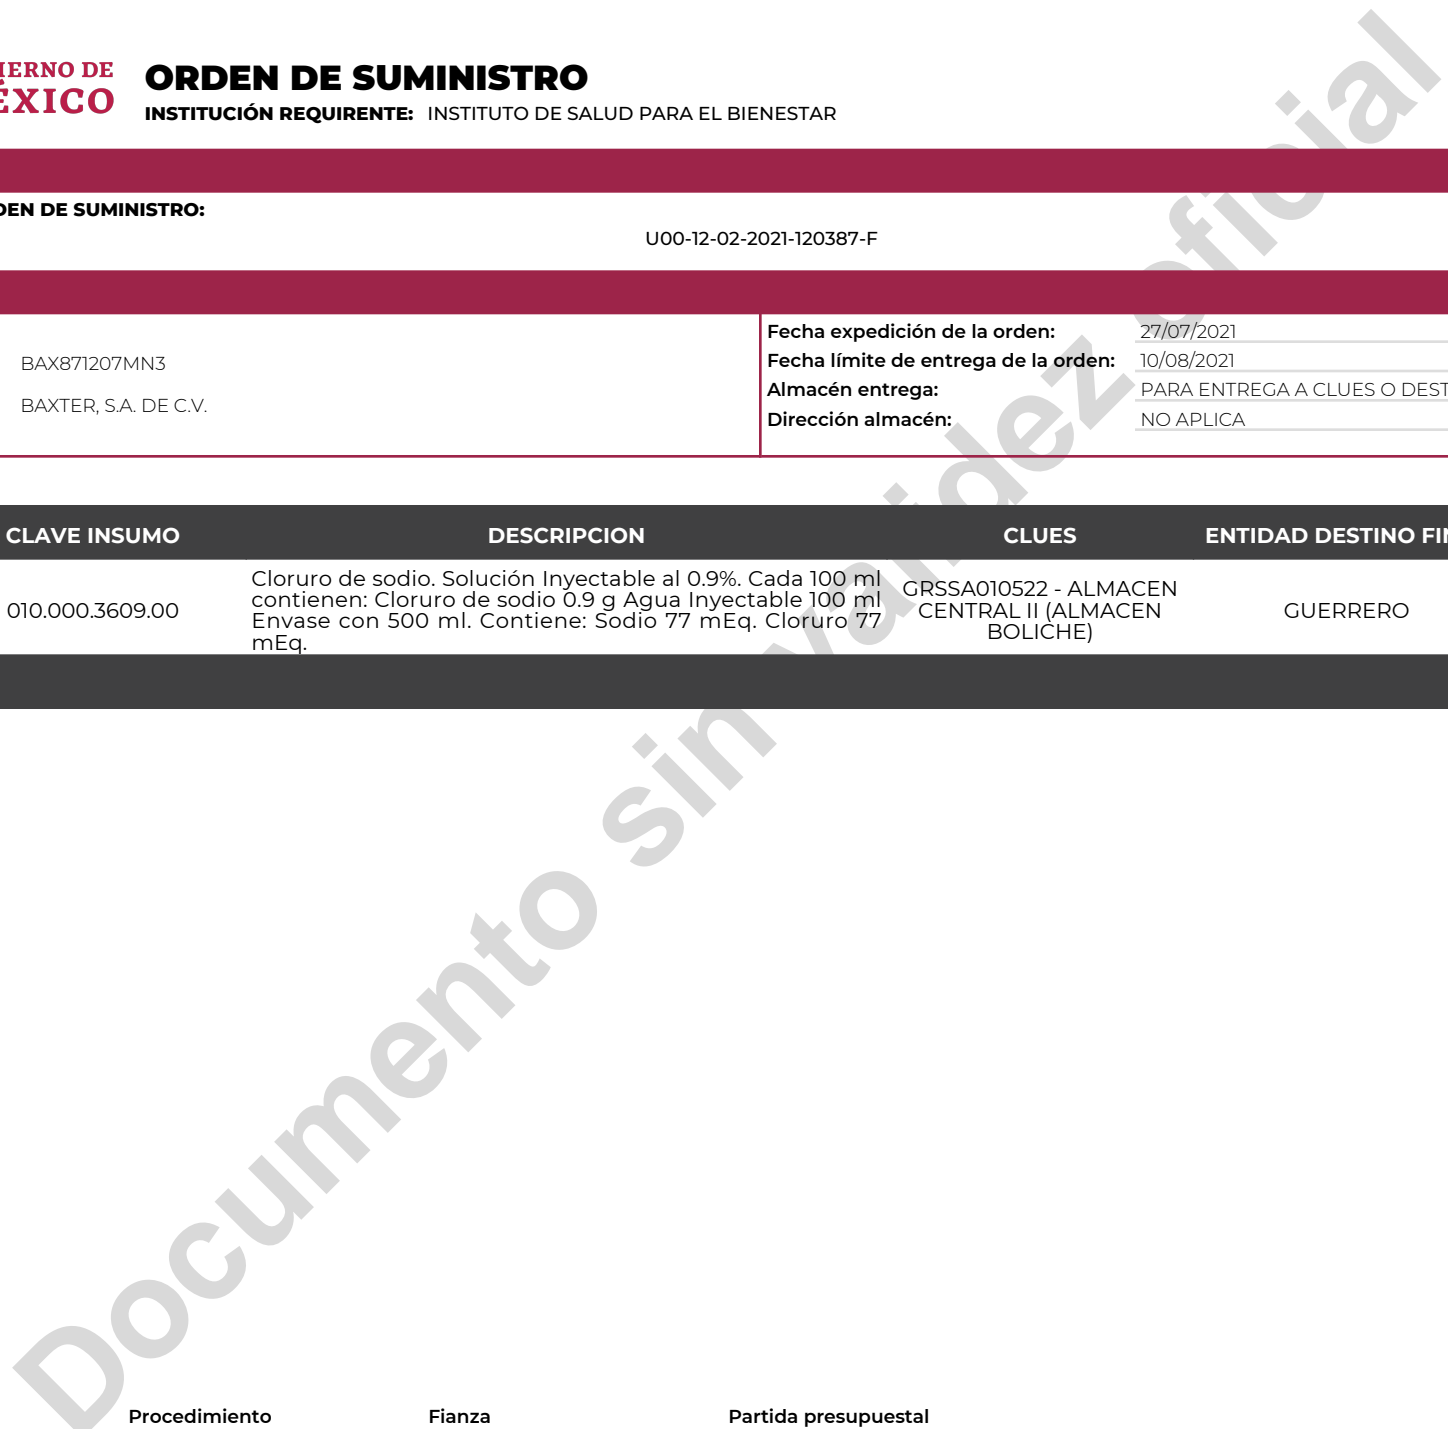 IERNO DE
ÉXICO
ORDEN DE SUMINISTRO
INSTITUCIÓN REQUIRENTE: INSTITUTO DE SALUD PARA EL BIENESTAR
DEN DE SUMINISTRO:
U00-12-02-2021-120387-F
BAX871207MN3
BAXTER, S.A. DE C.V.
Fecha expedición de la orden: 27/07/2021
Fecha límite de entrega de la orden: 10/08/2021
Almacén entrega: PARA ENTREGA A CLUES O DEST
Dirección almacén: NO APLICA
CLAVE INSUMO DESCRIPCION CLUES ENTIDAD DESTINO FIN
010.000.3609.00
Cloruro de sodio. Solución Inyectable al 0.9%. Cada 100 ml
contienen: Cloruro de sodio 0.9 g Agua Inyectable 100 ml
Envase con 500 ml. Contiene: Sodio 77 mEq. Cloruro 77
mEq.
GRSSA010522 - ALMACEN
CENTRAL II (ALMACEN
BOLICHE)
GUERRERO
Documento sin validez oficial
Procedimiento Fianza Partida presupuestal